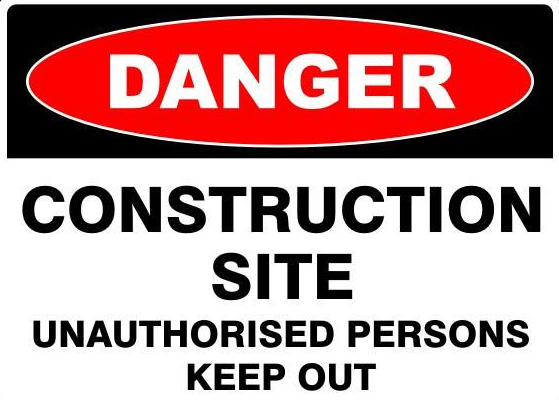 DANGER
CONSTRUCTION
SITE
UNAUTHORISED PERSONS
KEEP OUT